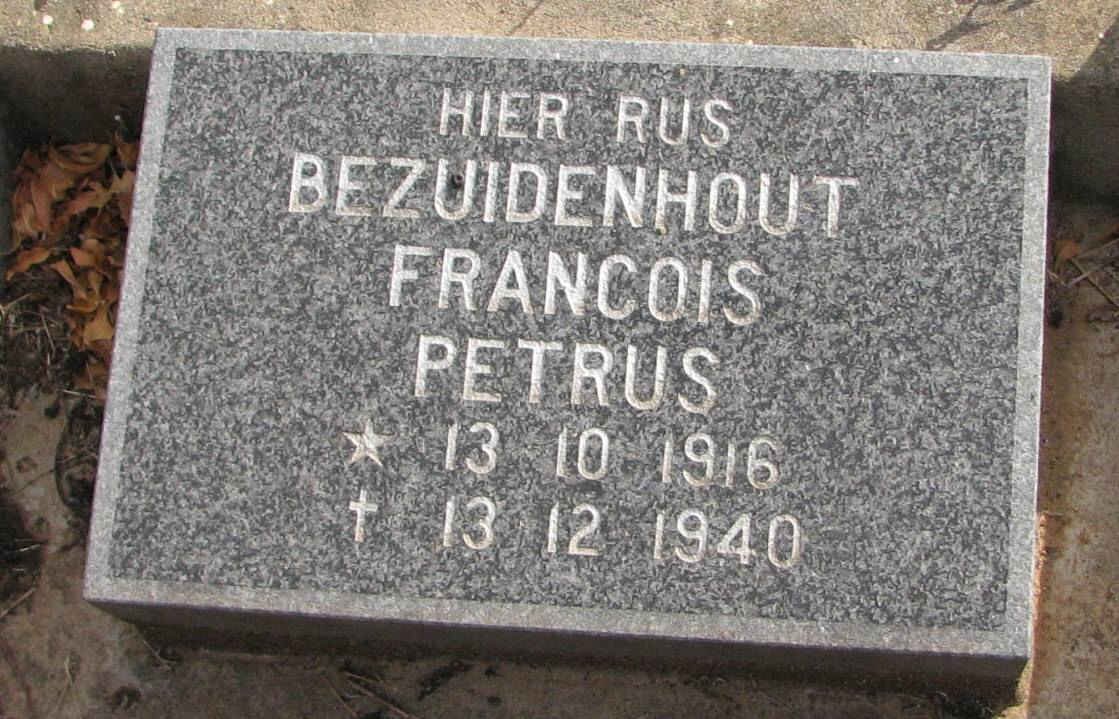 HIER RUS
BEZUIDENHOUT
FRANCOIS
PETRUS
★ 13 10 1916
† 13 12 1940